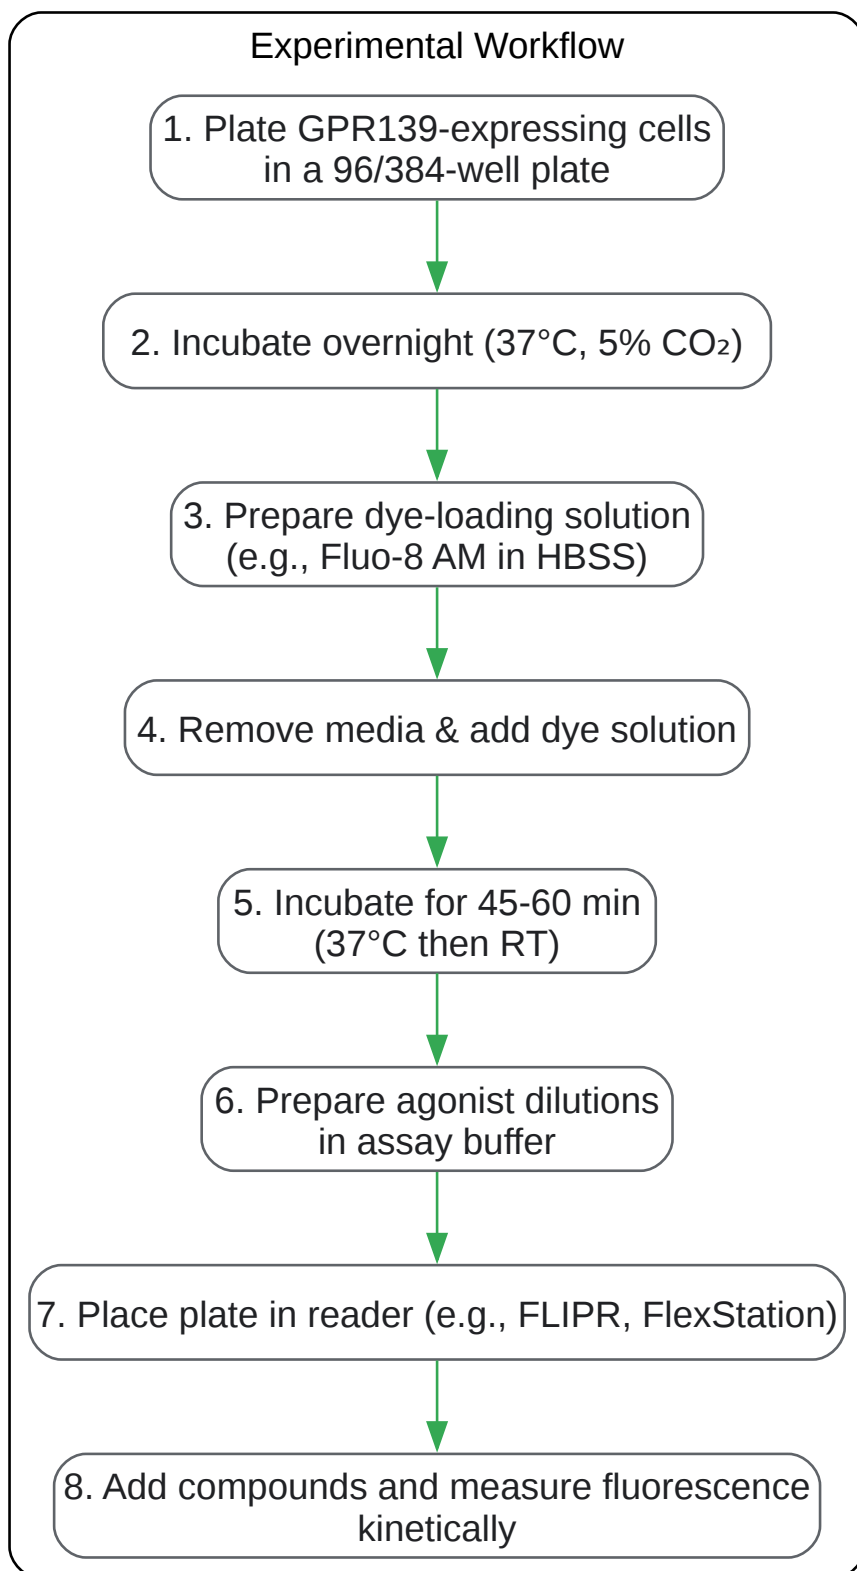 Experimental Workflow
1. Plate GPR139-expressing cells
in a 96/384-well plate
2. Incubate overnight (37°C, 5% CO₂)
3. Prepare dye-loading solution
(e.g., Fluo-8 AM in HBSS)
4. Remove media & add dye solution
5. Incubate for 45-60 min
(37°C then RT)
6. Prepare agonist dilutions
in assay buffer
7. Place plate in reader (e.g., FLIPR, FlexStation)
8. Add compounds and measure fluorescence
kinetically